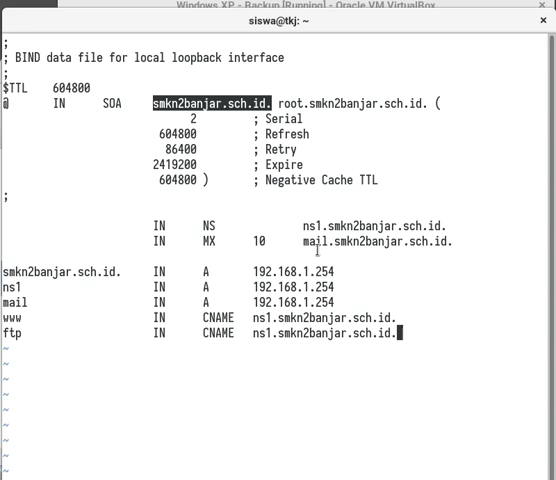 Windows XP - Backup [Running] - Oracle VM VirtualBox
siswa@tkj: ~
;
; BIND data file for local loopback interface
;
$TTL 604800
@ IN SOA smkn2banjar.sch.id. root.smkn2banjar.sch.id. (
2 ; Serial
604800 ; Refresh
86400 ; Retry
2419200 ; Expire
604800 ) ; Negative Cache TTL
;
IN NS ns1.smkn2banjar.sch.id.
IN MX 10 mail.smkn2banjar.sch.id.
smkn2banjar.sch.id. IN A 192.168.1.254
ns1 IN A 192.168.1.254
mail IN A 192.168.1.254
www IN CNAME ns1.smkn2banjar.sch.id.
ftp IN CNAME ns1.smkn2banjar.sch.id.
~
~
~
~
~
~
~
~
~